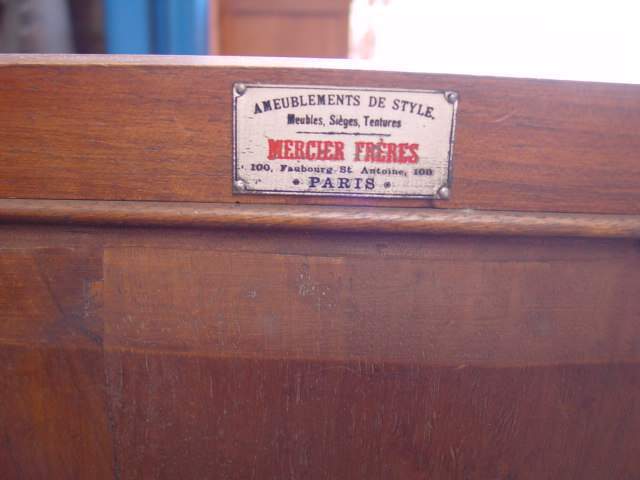 AMEUBLEMENTS DE STYLE,
Meubles, Sièges, Tentures
MERCIER FRÈRES
100, Faubourg St Antoine, 100
• PARIS •